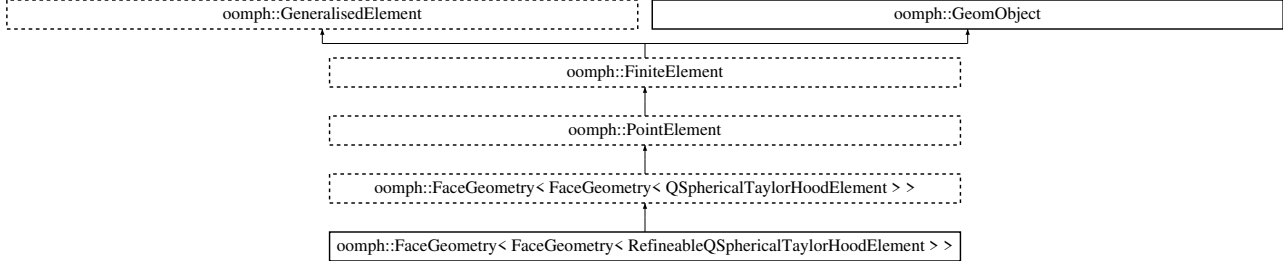 oomph::GeneralisedElement
oomph::GeomObject
oomph::FiniteElement
oomph::PointElement
oomph::FaceGeometry< FaceGeometry< QSphericalTaylorHoodElement > >
oomph::FaceGeometry< FaceGeometry< RefineableQSphericalTaylorHoodElement > >